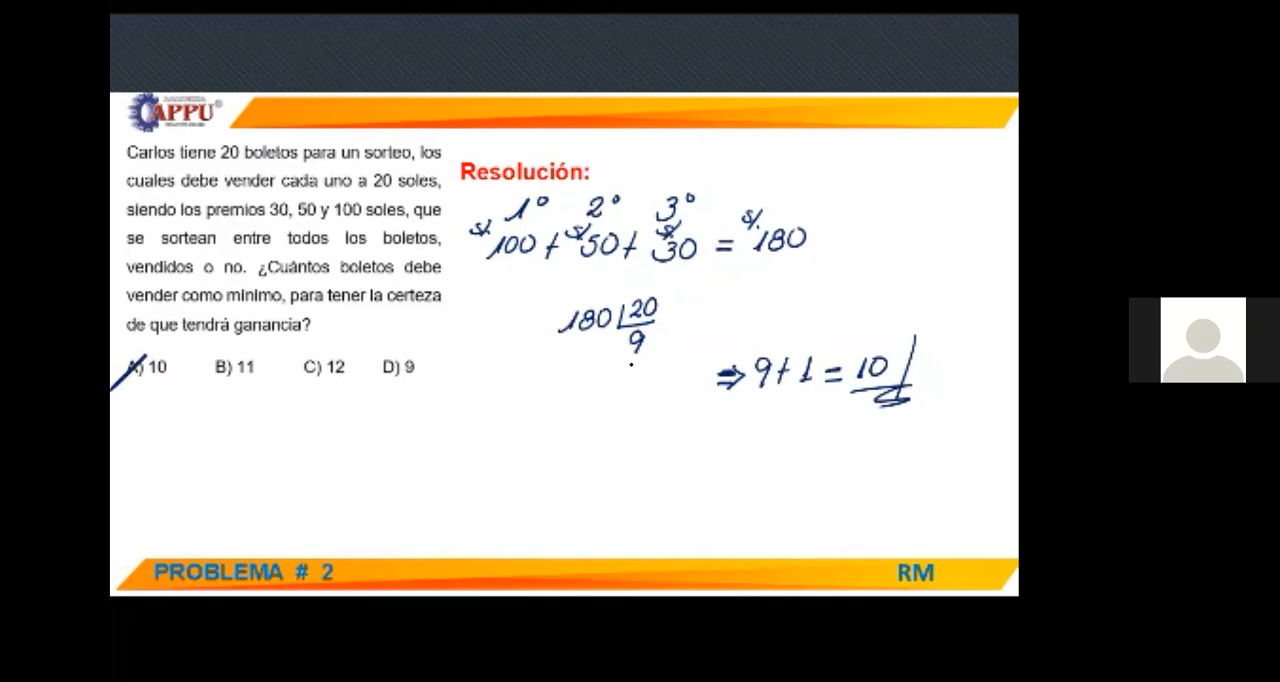 APPU®
Carlos tiene 20 boletos para un sorteo, los
cuales debe vender cada uno a 20 soles,
siendo los premios 30, 50 y 100 soles, que
se sortean entre todos los boletos,
vendidos o no. ¿Cuántos boletos debe
vender como mínimo, para tener la certeza
de que tendrá ganancia?
A) 10 B) 11 C) 12 D) 9
Resolución:
1° 2° 3°
S/. 100 + S/. 50 + S/. 30 = S/. 180
180 | 20
9
⇒ 9 + 1 = 10
PROBLEMA # 2
RM